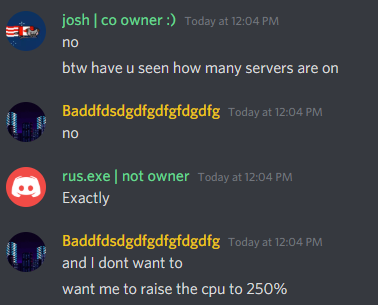 josh | co owner :) Today at 12:04 PM
no
btw have u seen how many servers are on
Baddfdsdgdfgdfgfdgdfg Today at 12:04 PM
no
rus.exe | not owner Today at 12:04 PM
Exactly
Baddfdsdgdfgdfgfdgdfg Today at 12:04 PM
and I dont want to
want me to raise the cpu to 250%